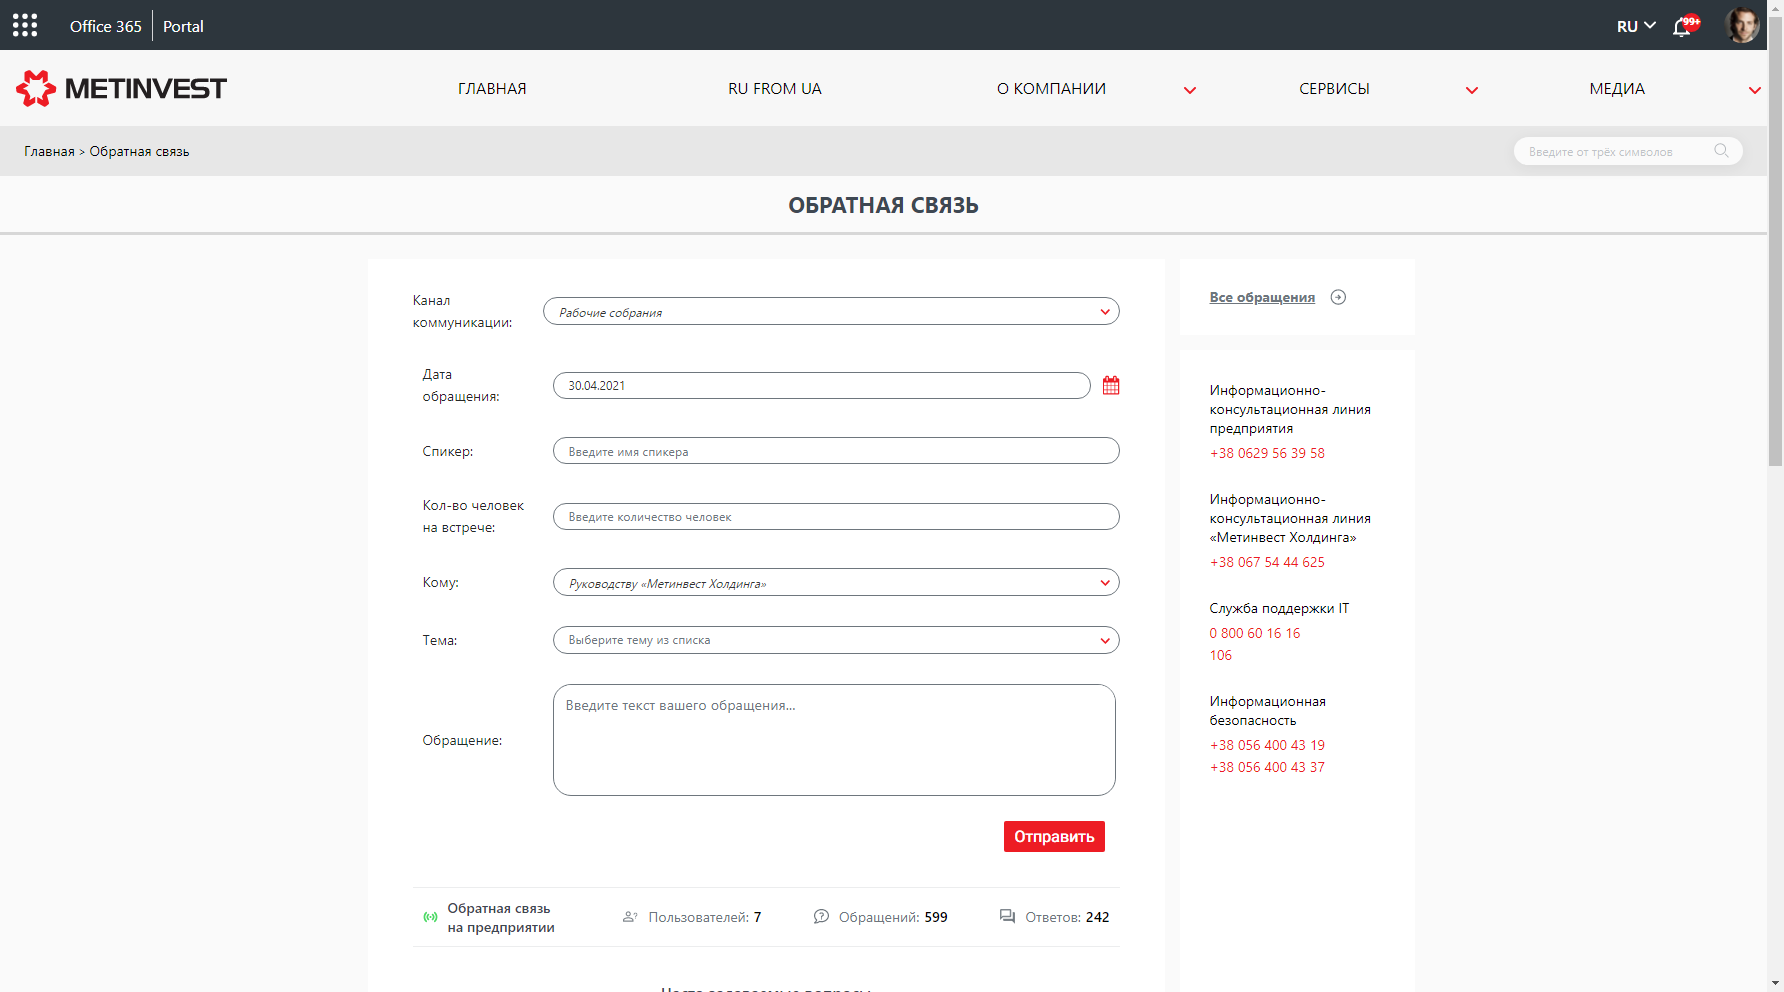 Office 365
Portal
RU
99+
METINVEST
ГЛАВНАЯ
RU FROM UA
О КОМПАНИИ
СЕРВИСЫ
МЕДИА
Главная > Обратная связь
Введите от трёх символов
ОБРАТНАЯ СВЯЗЬ
Канал
коммуникации:
Рабочие собрания
Дата
обращения:
30.04.2021
Спикер:
Введите имя спикера
Кол-во человек
на встрече:
Введите количество человек
Кому:
Руководству «Метинвест Холдинга»
Тема:
Выберите тему из списка
Обращение:
Введите текст вашего обращения...
Отправить
Обратная связь
на предприятии
Пользователей: 7
Обращений: 599
Ответов: 242
Часто задаваемые вопросы
Все обращения
Информационно-
консультационная линия
предприятия
+38 0629 56 39 58
Информационно-
консультационная линия
«Метинвест Холдинга»
+38 067 54 44 625
Служба поддержки IT
0 800 60 16 16
106
Информационная
безопасность
+38 056 400 43 19
+38 056 400 43 37